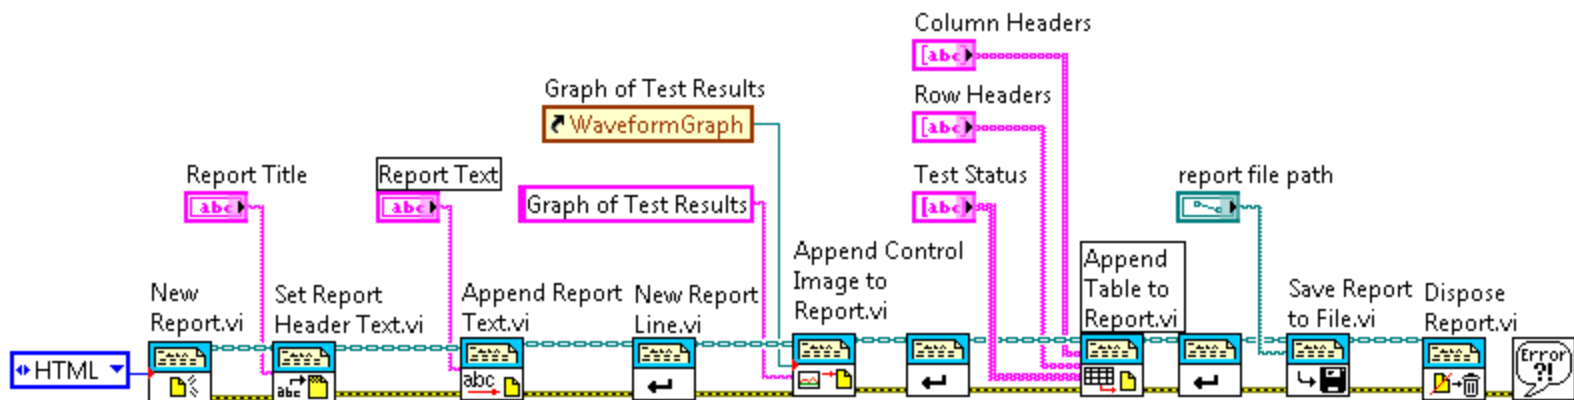 Column Headers
[abc]
Graph of Test Results
WaveformGraph
Row Headers
[abc]
Report Title
abc
Report Text
abc
Graph of Test Results
Test Status
[abc]
report file path
New
Report.vi
Set Report
Header Text.vi
Append Report
Text.vi
New Report
Line.vi
Append Control
Image to
Report.vi
Append
Table to
Report.vi
Save Report
to File.vi
Dispose
Report.vi
HTML
abc
abc
Error
?!